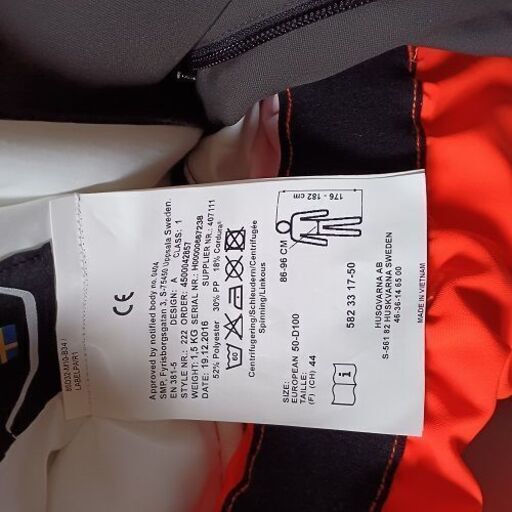 Approved by notified body no. 0404
SMP, Fyrisborgsgatan 3, S-75450 Uppsala Sweden.
EN 381-5 DESIGN: A CLASS: 1
STYLE NR.: 222 ORDER: 4500042857
WEIGHT: 1,5 KG SERIAL NR.: H0000687238
DATE: 19.12.2016 SUPPLIER NR.: 407111
52% Polyester 30% PP 18% Cordura®
60
Centrifugering/Schleudern/Centrifugée
Spinning/Linkous
176 - 182 cm
86-96 CM
SIZE:
EUROPEAN 50-D100
TAILLE:
(F) (CH) 44
582 33 17-50
HUSQVARNA AB
S-561 82 HUSKVARNA SWEDEN
46-36-14 65 00
MADE IN VIETNAM
CE
LABELPAIR1